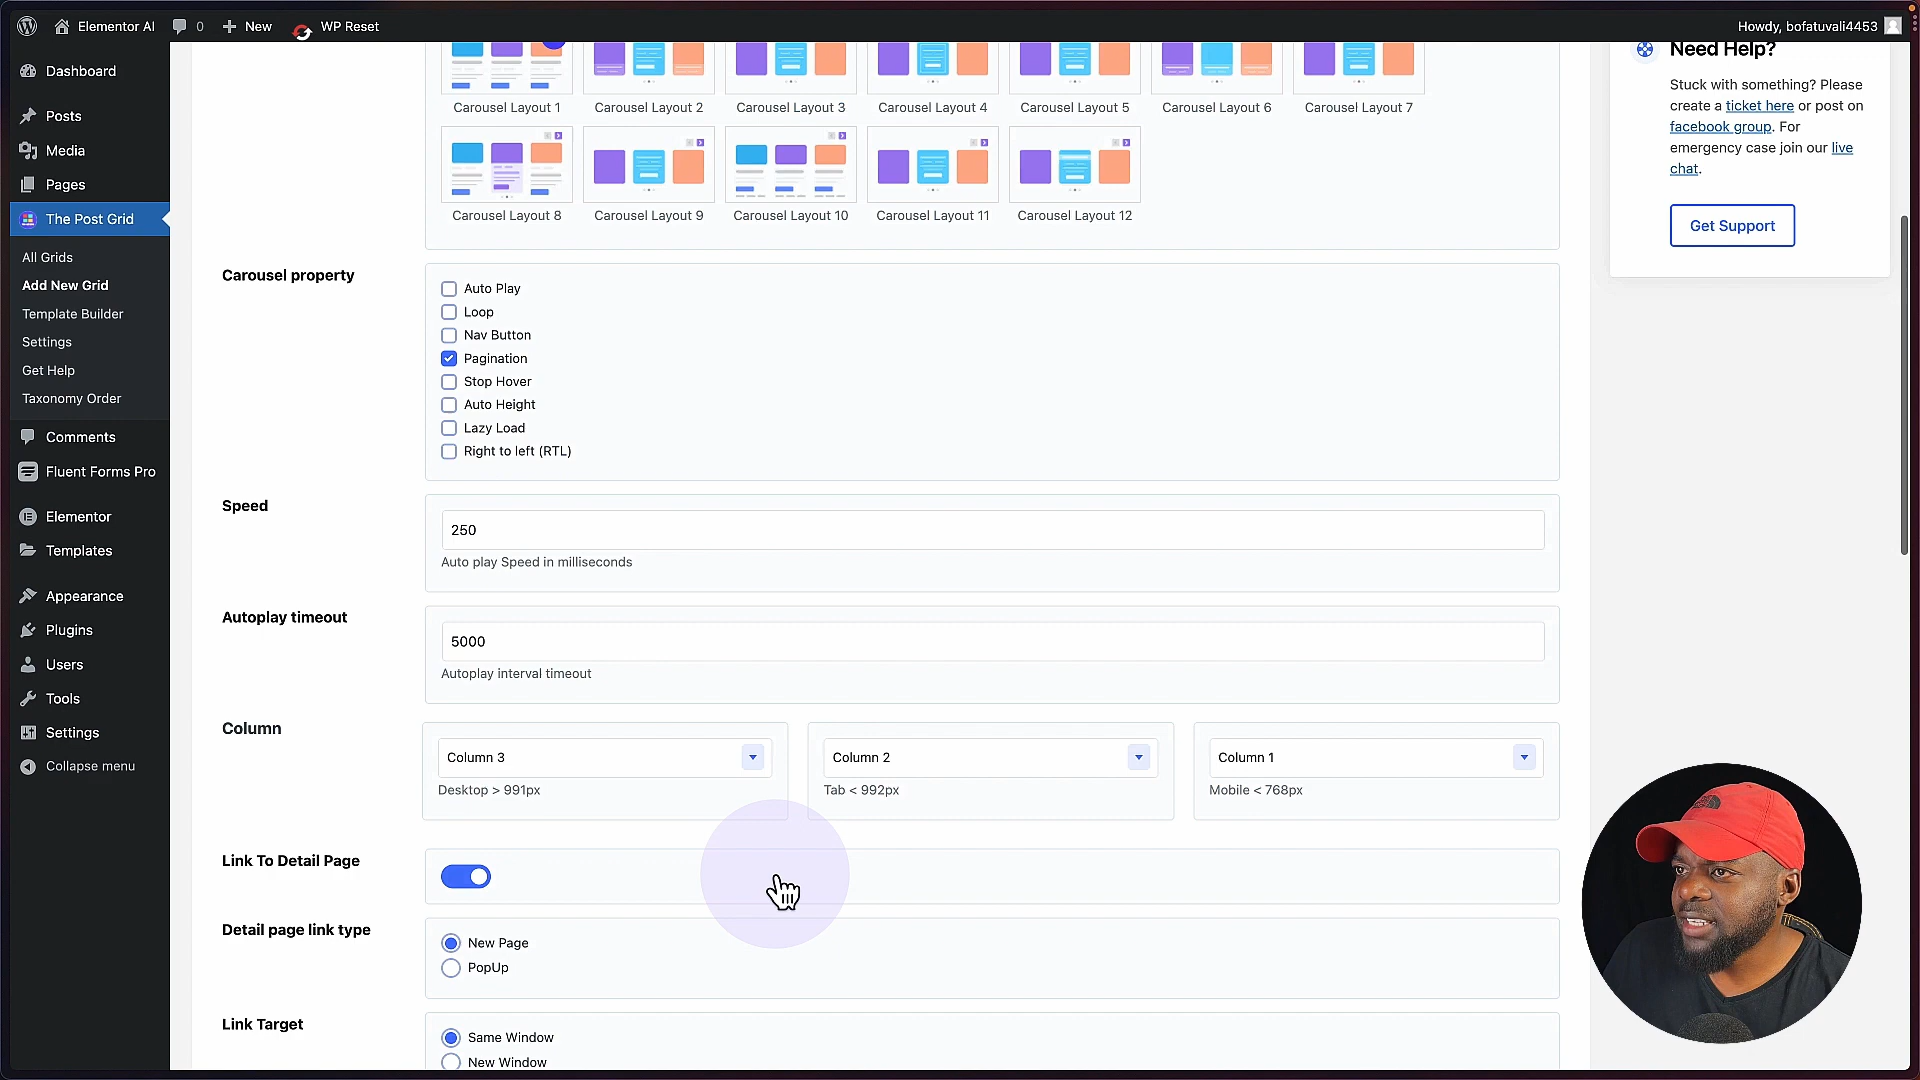 Elementor AI
0
New
WP Reset
Howdy, bofatuvali4453
Dashboard
Posts
Media
Pages
The Post Grid
All Grids
Add New Grid
Template Builder
Settings
Get Help
Taxonomy Order
Comments
Fluent Forms Pro
Elementor
Templates
Appearance
Plugins
Users
Tools
Settings
Collapse menu
Carousel Layout 1
Carousel Layout 2
Carousel Layout 3
Carousel Layout 4
Carousel Layout 5
Carousel Layout 6
Carousel Layout 7
Carousel Layout 8
Carousel Layout 9
Carousel Layout 10
Carousel Layout 11
Carousel Layout 12
Carousel property
Auto Play
Loop
Nav Button
Pagination
Stop Hover
Auto Height
Lazy Load
Right to left (RTL)
Speed
250
Auto play Speed in milliseconds
Autoplay timeout
5000
Autoplay interval timeout
Column
Column 3
Desktop > 991px
Column 2
Tab < 992px
Column 1
Mobile < 768px
Link To Detail Page
Detail page link type
New Page
PopUp
Link Target
Same Window
New Window
Need Help?
Stuck with something? Please
create a ticket here or post on
facebook group. For
emergency case join our live
chat.
Get Support